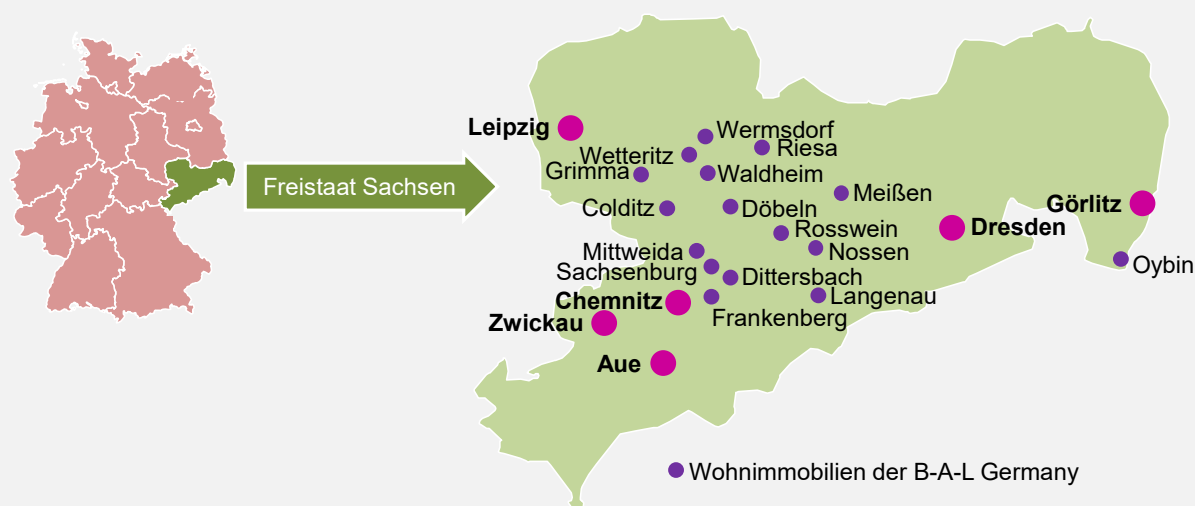 Freistaat Sachsen
Leipzig
Wermsdorf
Riesa
Wetteritz
Grimma
Waldheim
Meißen
Colditz
Döbeln
Görlitz
Rosswein
Dresden
Mittweida
Nossen
Sachsenburg
Oybin
Dittersbach
Chemnitz
Langenau
Zwickau
Frankenberg
Aue
Wohnimmobilien der B-A-L Germany